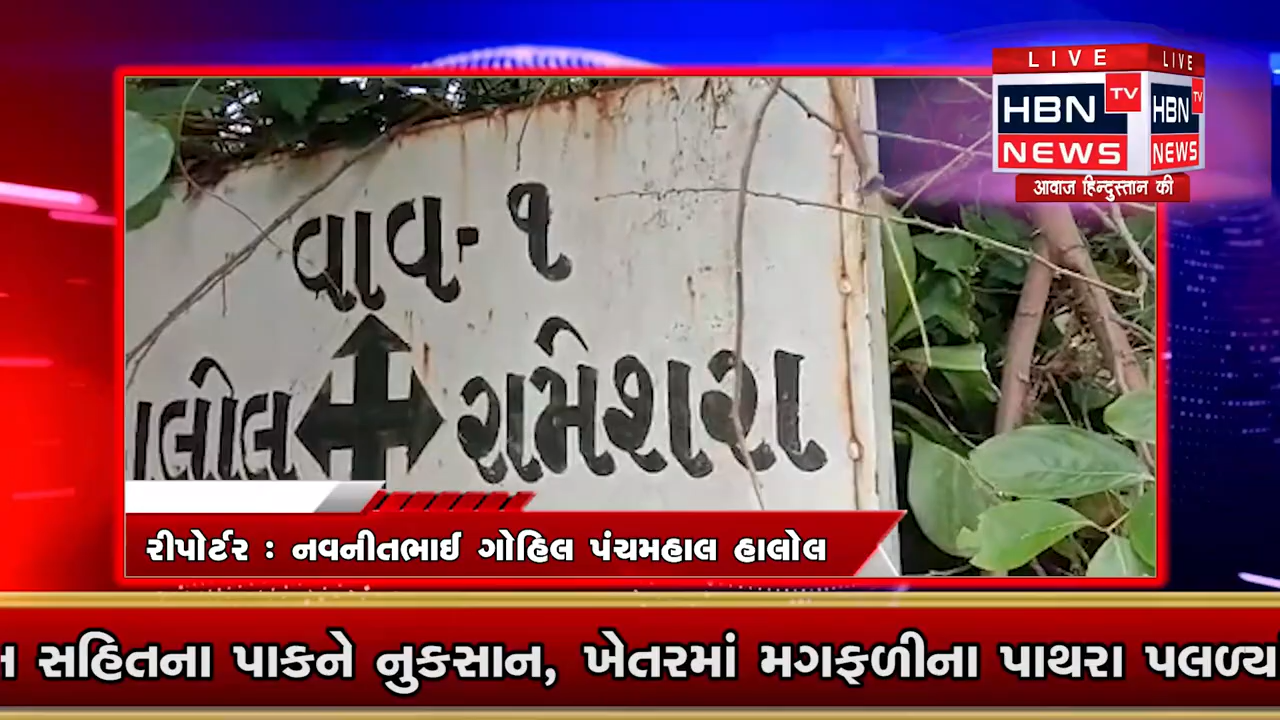 LIVE
LIVE
HBN TV
NEWS
HBN TV
NEWS
आवाज हिन्दुस्तान की
વાવ-૧
રામેશરા
રીપોર્ટર : નવનીતભાઈ ગોહિલ પંચમહાલ હાલોલ
સહિતના પાકને નુકસાન, ખેતરમાં મગફળીના પાથરા